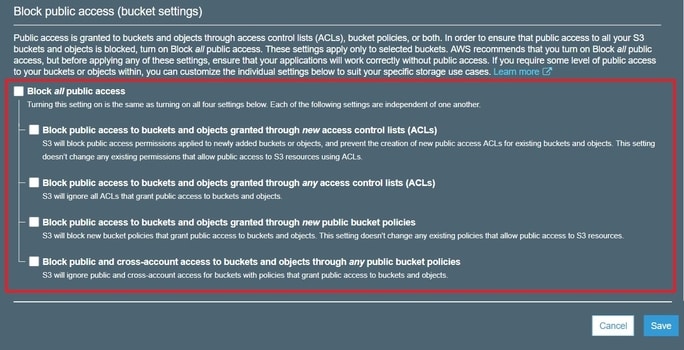 Block public access (bucket settings)
Public access is granted to buckets and objects through access control lists (ACLs), bucket policies, or both. In order to ensure that public access to all your S3
buckets and objects is blocked, turn on Block all public access. These settings apply only to selected buckets. AWS recommends that you turn on Block all public
access, but before applying any of these settings, ensure that your applications will work correctly without public access. If you require some level of public access
to your buckets or objects within, you can customize the individual settings below to suit your specific storage use cases. Learn more
Block all public access
Turning this setting on is the same as turning on all four settings below. Each of the following settings are independent of one another.
Block public access to buckets and objects granted through new access control lists (ACLs)
S3 will block public access permissions applied to newly added buckets or objects, and prevent the creation of new public access ACLs for existing buckets and objects. This setting
doesn't change any existing permissions that allow public access to S3 resources using ACLs.
Block public access to buckets and objects granted through any access control lists (ACLs)
S3 will ignore all ACLs that grant public access to buckets and objects.
Block public access to buckets and objects granted through new public bucket policies
S3 will block new bucket policies that grant public access to buckets and objects. This setting doesn't change any existing policies that allow public access to S3 resources.
Block public and cross-account access to buckets and objects through any public bucket policies
S3 will ignore public and cross-account access for buckets with policies that grant public access to buckets and objects.
Cancel Save